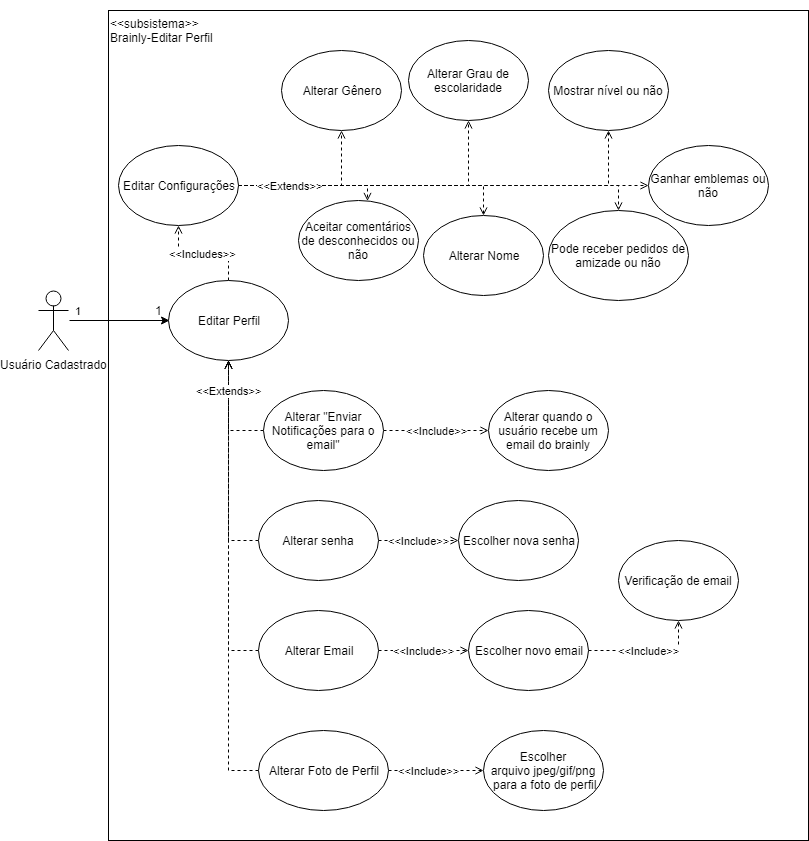 <<subsistema>>
Brainly-Editar Perfil
Alterar Gênero
Alterar Grau de
escolaridade
Mostrar nível ou não
Editar Configurações
<<Extends>>
Ganhar emblemas ou
não
Aceitar comentários
de desconhecidos ou
não
Alterar Nome
Pode receber pedidos de
amizade ou não
<<Includes>>
1
1
Editar Perfil
Usuário Cadastrado
<<Extends>>
Alterar "Enviar
Notificações para o
email"
<<Include>>
Alterar quando o
usuário recebe um
email do brainly
Alterar senha
<<Include>>
Escolher nova senha
Verificação de email
Alterar Email
<<Include>>
Escolher novo email
<<Include>>
Alterar Foto de Perfil
<<Include>>
Escolher
arquivo jpeg/gif/png
para a foto de perfil